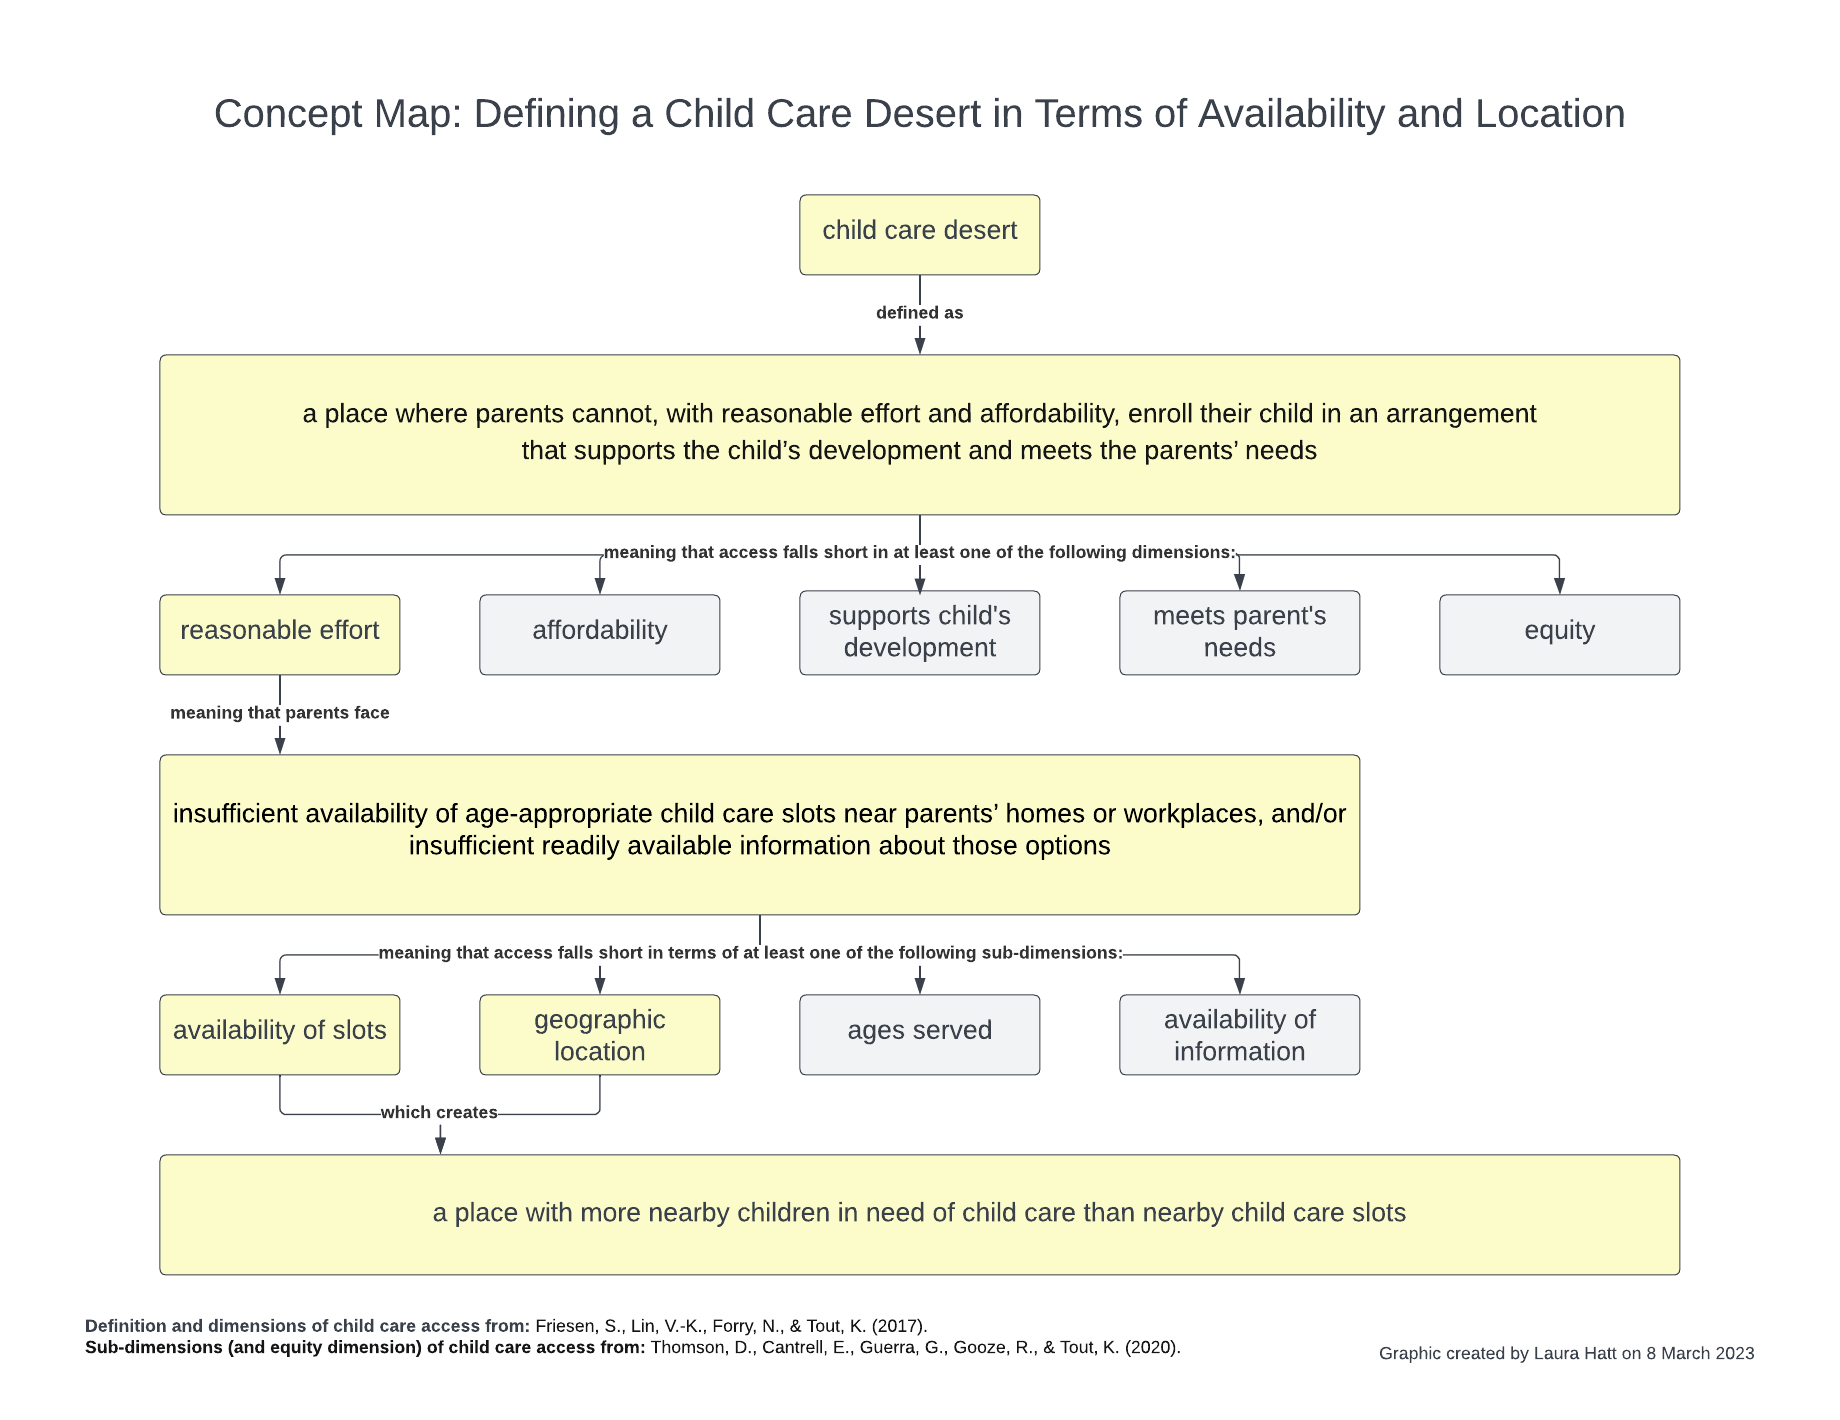 Concept Map: Defining a Child Care Desert in Terms of Availability and Location
child care desert
defined as
a place where parents cannot, with reasonable effort and affordability, enroll their child in an arrangement
that supports the child’s development and meets the parents’ needs
meaning that access falls short in at least one of the following dimensions:
reasonable effort
affordability
supports child's
development
meets parent's
needs
equity
meaning that parents face
insufficient availability of age-appropriate child care slots near parents’ homes or workplaces, and/or
insufficient readily available information about those options
meaning that access falls short in terms of at least one of the following sub-dimensions:
availability of slots
geographic
location
ages served
availability of
information
which creates
a place with more nearby children in need of child care than nearby child care slots
Definition and dimensions of child care access from: Friesen, S., Lin, V.-K., Forry, N., & Tout, K. (2017).
Sub-dimensions (and equity dimension) of child care access from: Thomson, D., Cantrell, E., Guerra, G., Gooze, R., & Tout, K. (2020).
Graphic created by Laura Hatt on 8 March 2023